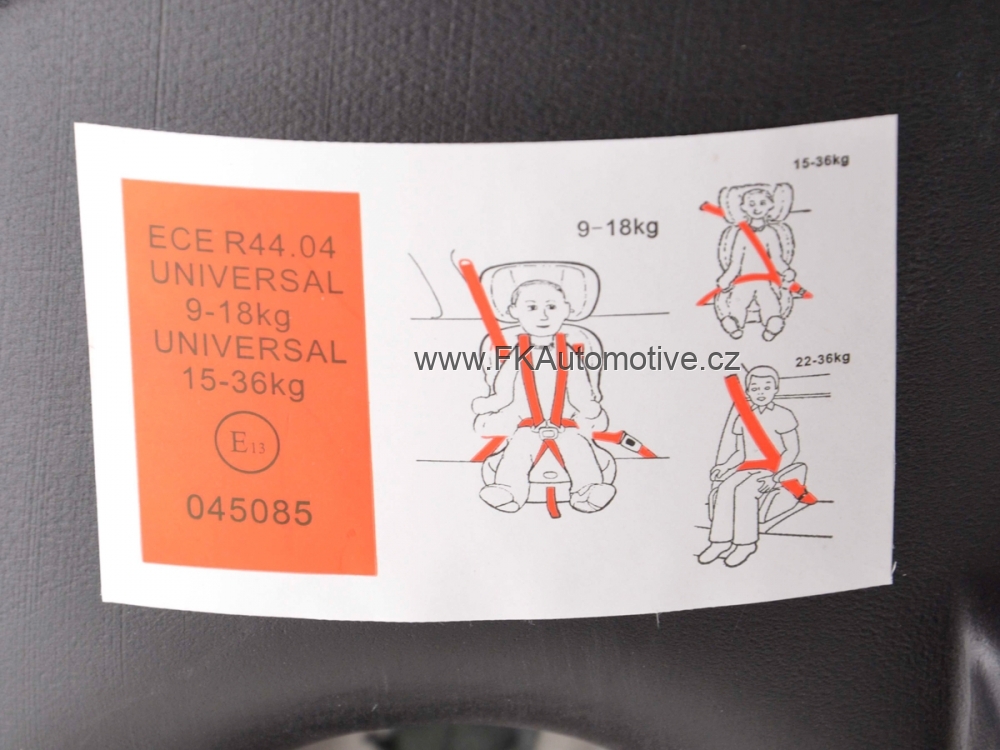 ECE R44.04
UNIVERSAL
9-18kg
UNIVERSAL
15-36kg
E13
045085
9-18kg
15-36kg
22-36kg
www.FKAutomotive.cz